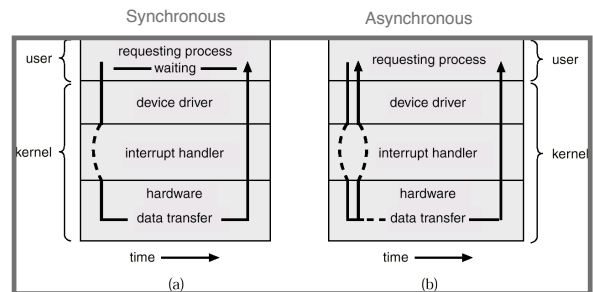 Synchronous
Asynchronous
user
requesting process
waiting
device driver
kernel
interrupt handler
hardware
data transfer
time
(a)
requesting process
user
device driver
interrupt handler
kernel
hardware
data transfer
time
(b)